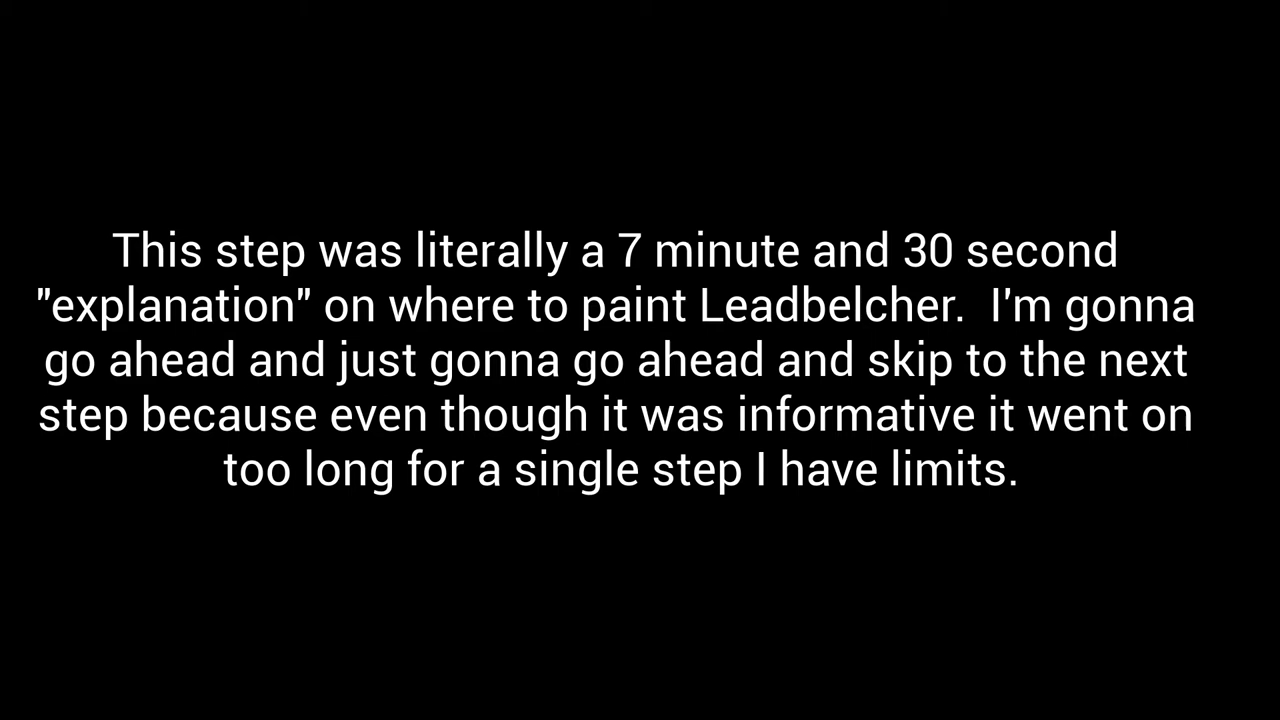 This step was literally a 7 minute and 30 second
"explanation" on where to paint Leadbelcher.  I'm gonna
go ahead and just gonna go ahead and skip to the next
step because even though it was informative it went on
too long for a single step I have limits.